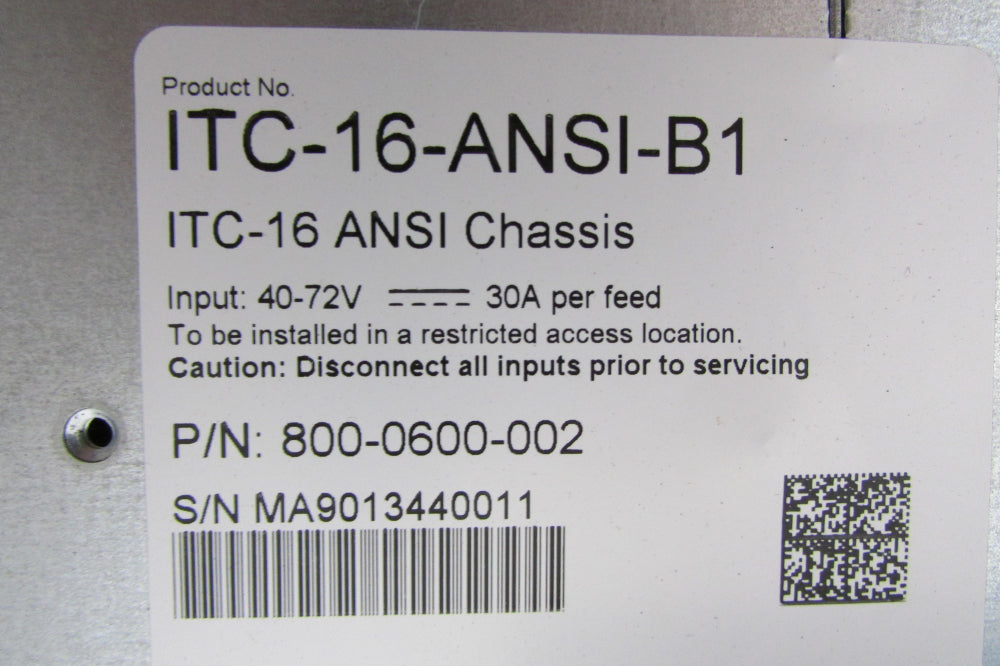 Product No.
ITC-16-ANSI-B1
ITC-16 ANSI Chassis
Input: 40-72V ⎓ 30A per feed
To be installed in a restricted access location.
Caution: Disconnect all inputs prior to servicing
P/N: 800-0600-002
S/N MA9013440011